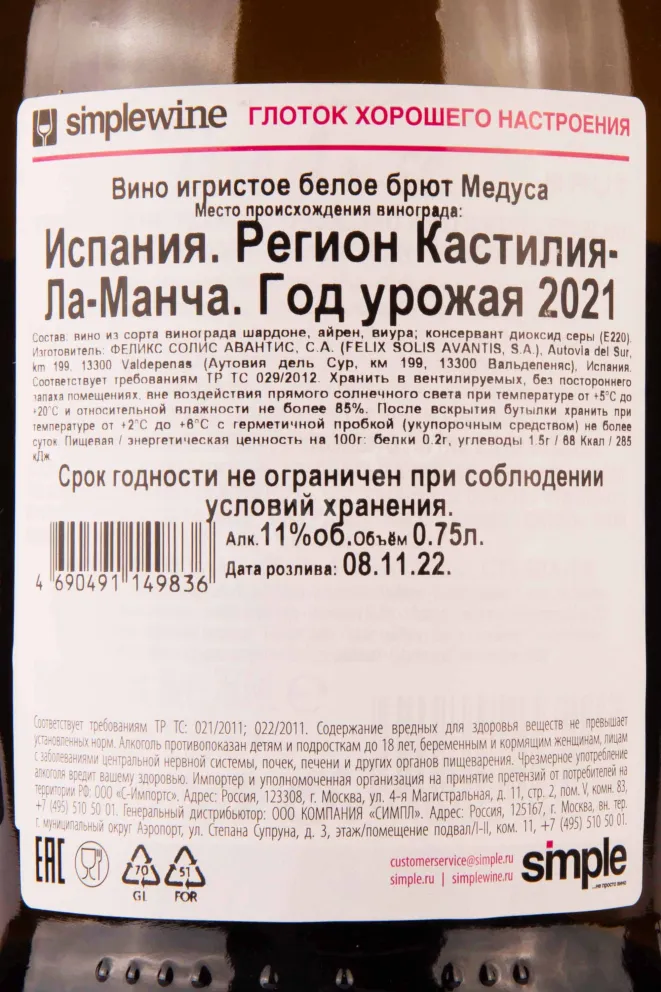 simplewine ГЛОТОК ХОРОШЕГО НАСТРОЕНИЯ
Вино игристое белое брют Медуса
Место происхождения винограда:
Испания. Регион Кастилия-
Ла-Манча. Год урожая 2021
Состав: вино из сорта винограда шардоне, айрен, виура; консервант диоксид серы (E220).
Изготовитель: ФЕЛИКС СОЛИС АВАНТИС, С.А. (FELIX SOLIS AVANTIS, S.A.), Autovia del Sur,
km 199, 13300 Valdepenas (Аутовия дель Сур, км 199, 13300 Вальдепеняс), Испания.
Соответствует требованиям ТР ТС 029/2012. Хранить в вентилируемых, без постороннего
запаха помещениях, вне воздействия прямого солнечного света при температуре от +5°С до
+20°С и относительной влажности не более 85%. После вскрытия бутылки хранить при
температуре от +2°С до +6°С с герметичной пробкой (укупорочным средством) не более
суток. Пищевая / энергетическая ценность на 100г: белки 0.2г, углеводы 1.5г / 68 Ккал / 285
кДж.
Срок годности не ограничен при соблюдении
условий хранения.
Алк. 11%об. Объём 0.75л.
Дата розлива: 08.11.22.
4 690491 149836
Соответствует требованиям ТР ТС: 021/2011; 022/2011. Содержание вредных для здоровья веществ не превышает
установленных норм. Алкоголь противопоказан детям и подросткам до 18 лет, беременным и кормящим женщинам, лицам
с заболеваниями центральной нервной системы, почек, печени и других органов пищеварения. Чрезмерное употребление
алкоголя вредит вашему здоровью. Импортер и уполномоченная организация на принятие претензий от потребителей на
территории РФ: ООО «С-Импортс». Адрес: Россия, 123308, г. Москва, ул. 4-я Магистральная, д. 11, стр. 2, пом. V, комн. 83,
+7 (495) 510 50 01. Генеральный дистрибьютор: ООО КОМПАНИЯ «СИМПЛ». Адрес: Россия, 125167, г. Москва, вн. тер.
г. муниципальный округ Аэропорт, ул. Степана Супруна, д. 3, этаж/помещение подвал/I-II, ком. 11, +7 (495) 510 50 01.
EAC
70
GL
51
FOR
customerservice@simple.ru
simple.ru | simplewine.ru
simple
...не просто вино